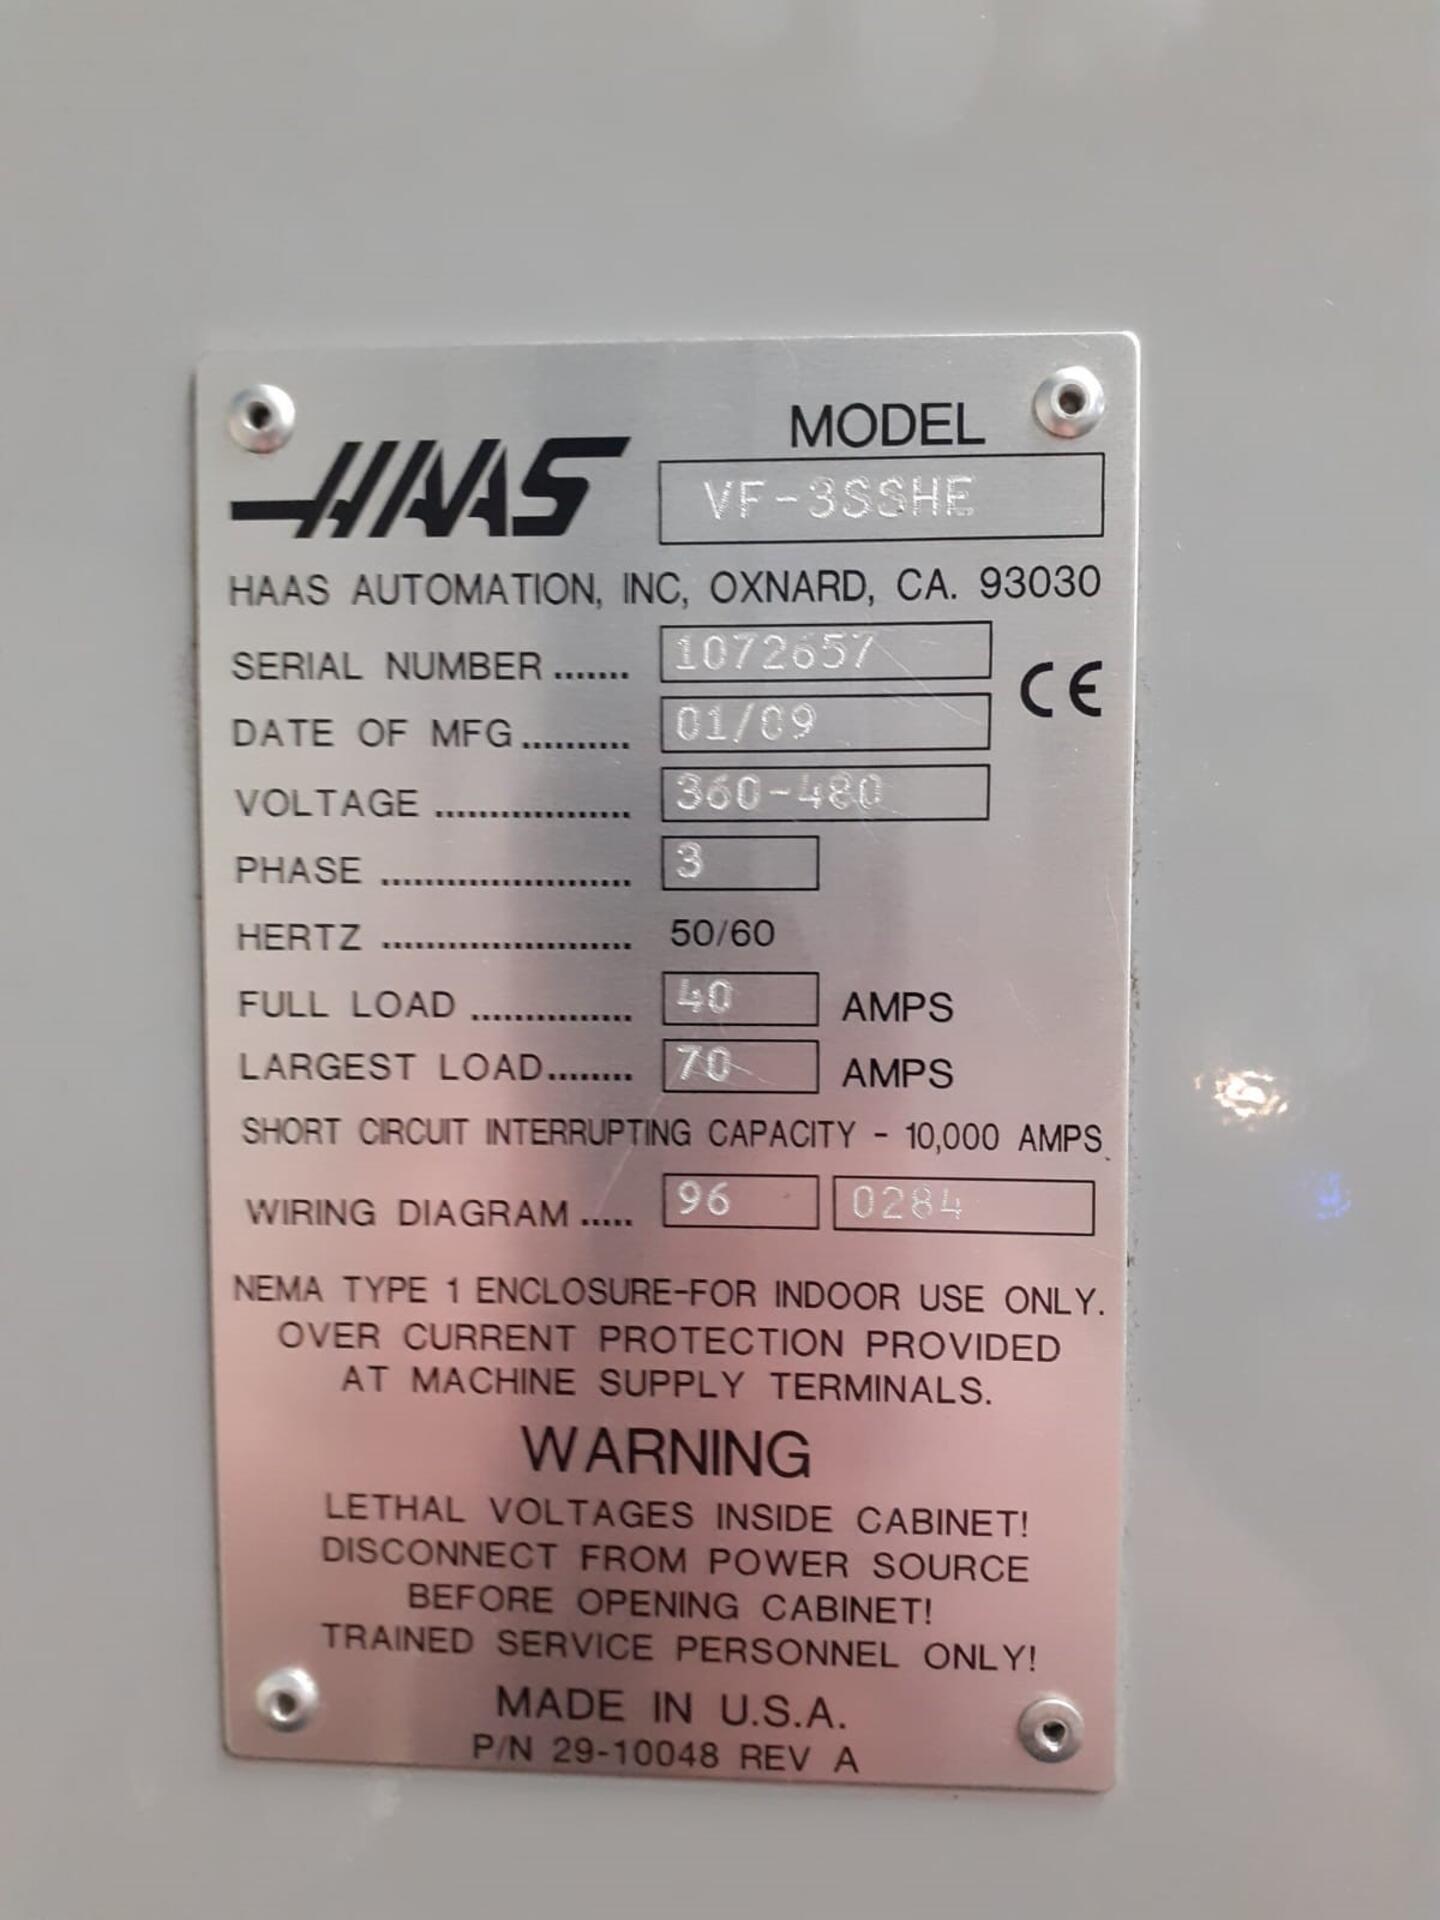 MODEL
HAAS VF-3SSHE
HAAS AUTOMATION, INC, OXNARD, CA. 93030
SERIAL NUMBER ....... 1072657
CE
DATE OF MFG.......... 01/09
VOLTAGE .................. 360-480
PHASE ....................... 3
HERTZ ....................... 50/60
FULL LOAD ............... 40 AMPS
LARGEST LOAD........ 70 AMPS
SHORT CIRCUIT INTERRUPTING CAPACITY - 10,000 AMPS
WIRING DIAGRAM ..... 96 0284
NEMA TYPE 1 ENCLOSURE-FOR INDOOR USE ONLY.
OVER CURRENT PROTECTION PROVIDED
AT MACHINE SUPPLY TERMINALS.
WARNING
LETHAL VOLTAGES INSIDE CABINET!
DISCONNECT FROM POWER SOURCE
BEFORE OPENING CABINET!
TRAINED SERVICE PERSONNEL ONLY!
MADE IN U.S.A.
P/N 29-10048 REV A